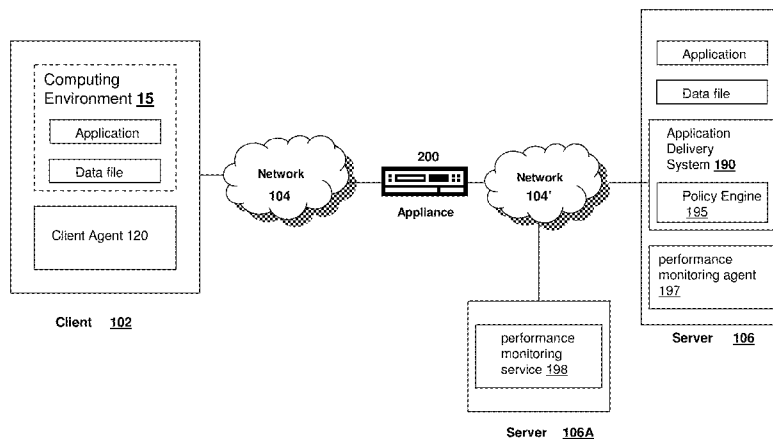 Computing
Environment 15
Application
Data file
Client Agent 120
Client 102
Network
104
200
Appliance
Network
104'
performance
monitoring
service 198
Server 106A
Application
Data file
Application
Delivery
System 190
Policy Engine
195
performance
monitoring agent
197
Server 106